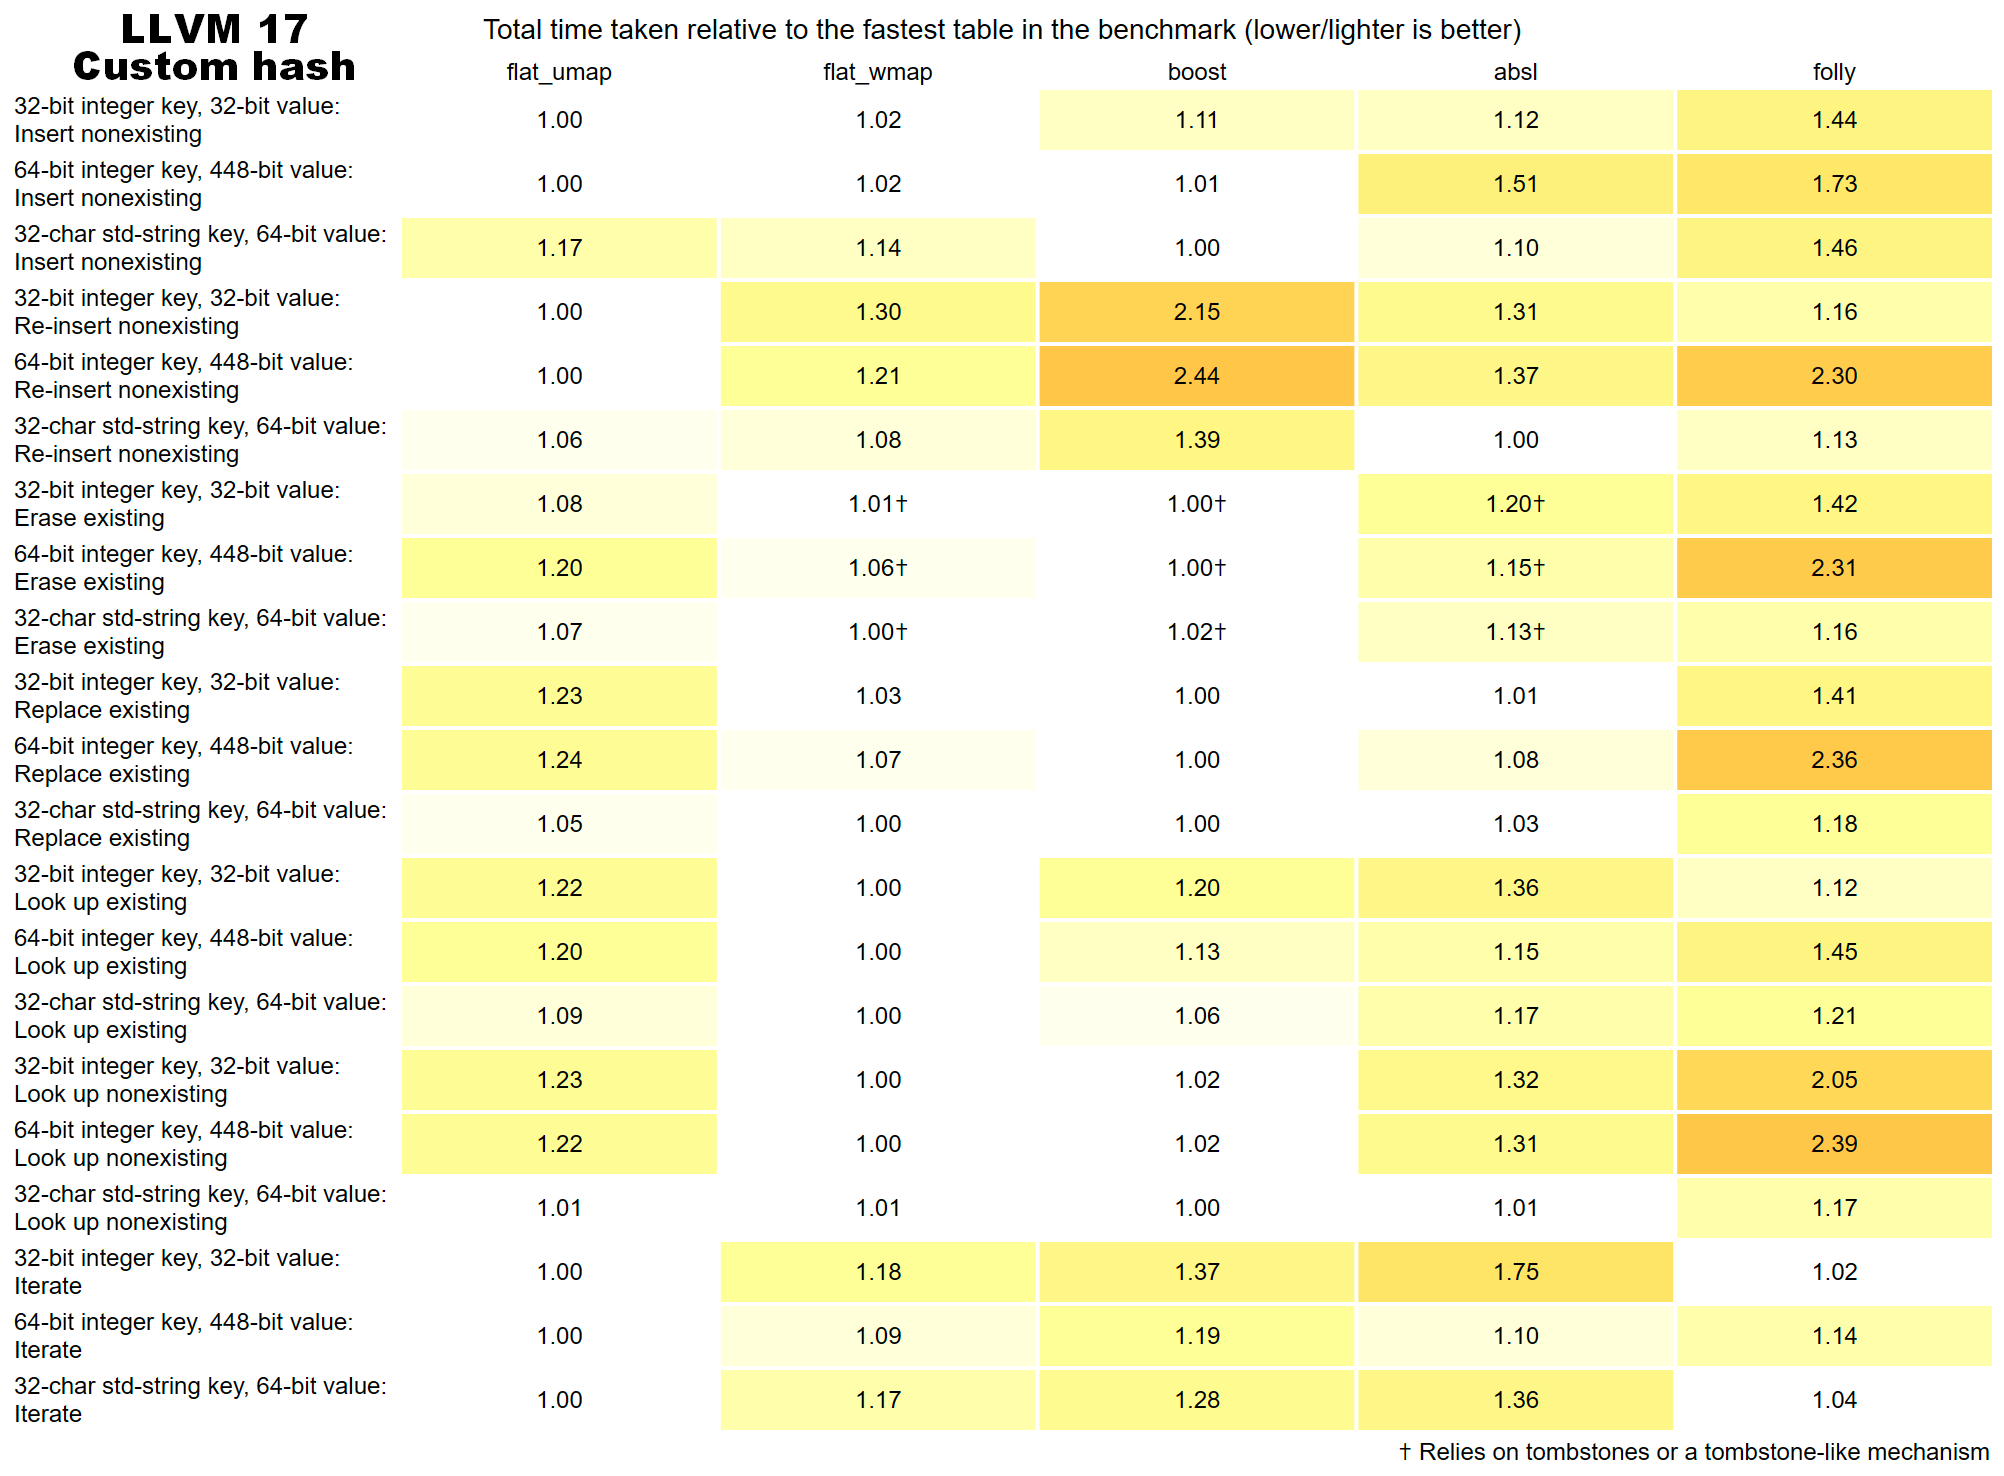 LLVM 17
Custom hash
Total time taken relative to the fastest table in the benchmark (lower/lighter is better)
flat_umap flat_wmap boost absl folly
32-bit integer key, 32-bit value:
Insert nonexisting
1.00 1.02 1.11 1.12 1.44
64-bit integer key, 448-bit value:
Insert nonexisting
1.00 1.02 1.01 1.51 1.73
32-char std-string key, 64-bit value:
Insert nonexisting
1.17 1.14 1.00 1.10 1.46
32-bit integer key, 32-bit value:
Re-insert nonexisting
1.00 1.30 2.15 1.31 1.16
64-bit integer key, 448-bit value:
Re-insert nonexisting
1.00 1.21 2.44 1.37 2.30
32-char std-string key, 64-bit value:
Re-insert nonexisting
1.06 1.08 1.39 1.00 1.13
32-bit integer key, 32-bit value:
Erase existing
1.08 1.01† 1.00† 1.20† 1.42
64-bit integer key, 448-bit value:
Erase existing
1.20 1.06† 1.00† 1.15† 2.31
32-char std-string key, 64-bit value:
Erase existing
1.07 1.00† 1.02† 1.13† 1.16
32-bit integer key, 32-bit value:
Replace existing
1.23 1.03 1.00 1.01 1.41
64-bit integer key, 448-bit value:
Replace existing
1.24 1.07 1.00 1.08 2.36
32-char std-string key, 64-bit value:
Replace existing
1.05 1.00 1.00 1.03 1.18
32-bit integer key, 32-bit value:
Look up existing
1.22 1.00 1.20 1.36 1.12
64-bit integer key, 448-bit value:
Look up existing
1.20 1.00 1.13 1.15 1.45
32-char std-string key, 64-bit value:
Look up existing
1.09 1.00 1.06 1.17 1.21
32-bit integer key, 32-bit value:
Look up nonexisting
1.23 1.00 1.02 1.32 2.05
64-bit integer key, 448-bit value:
Look up nonexisting
1.22 1.00 1.02 1.31 2.39
32-char std-string key, 64-bit value:
Look up nonexisting
1.01 1.01 1.00 1.01 1.17
32-bit integer key, 32-bit value:
Iterate
1.00 1.18 1.37 1.75 1.02
64-bit integer key, 448-bit value:
Iterate
1.00 1.09 1.19 1.10 1.14
32-char std-string key, 64-bit value:
Iterate
1.00 1.17 1.28 1.36 1.04
† Relies on tombstones or a tombstone-like mechanism